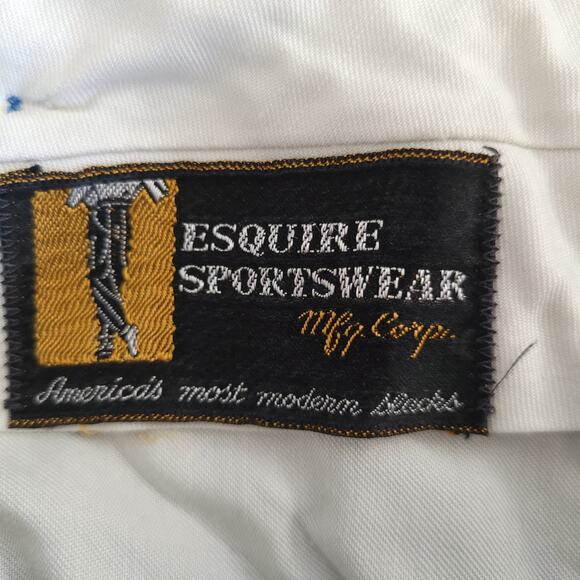 ESQUIRE
SPORTSWEAR
Mfg. Corp.
America's most modern slacks